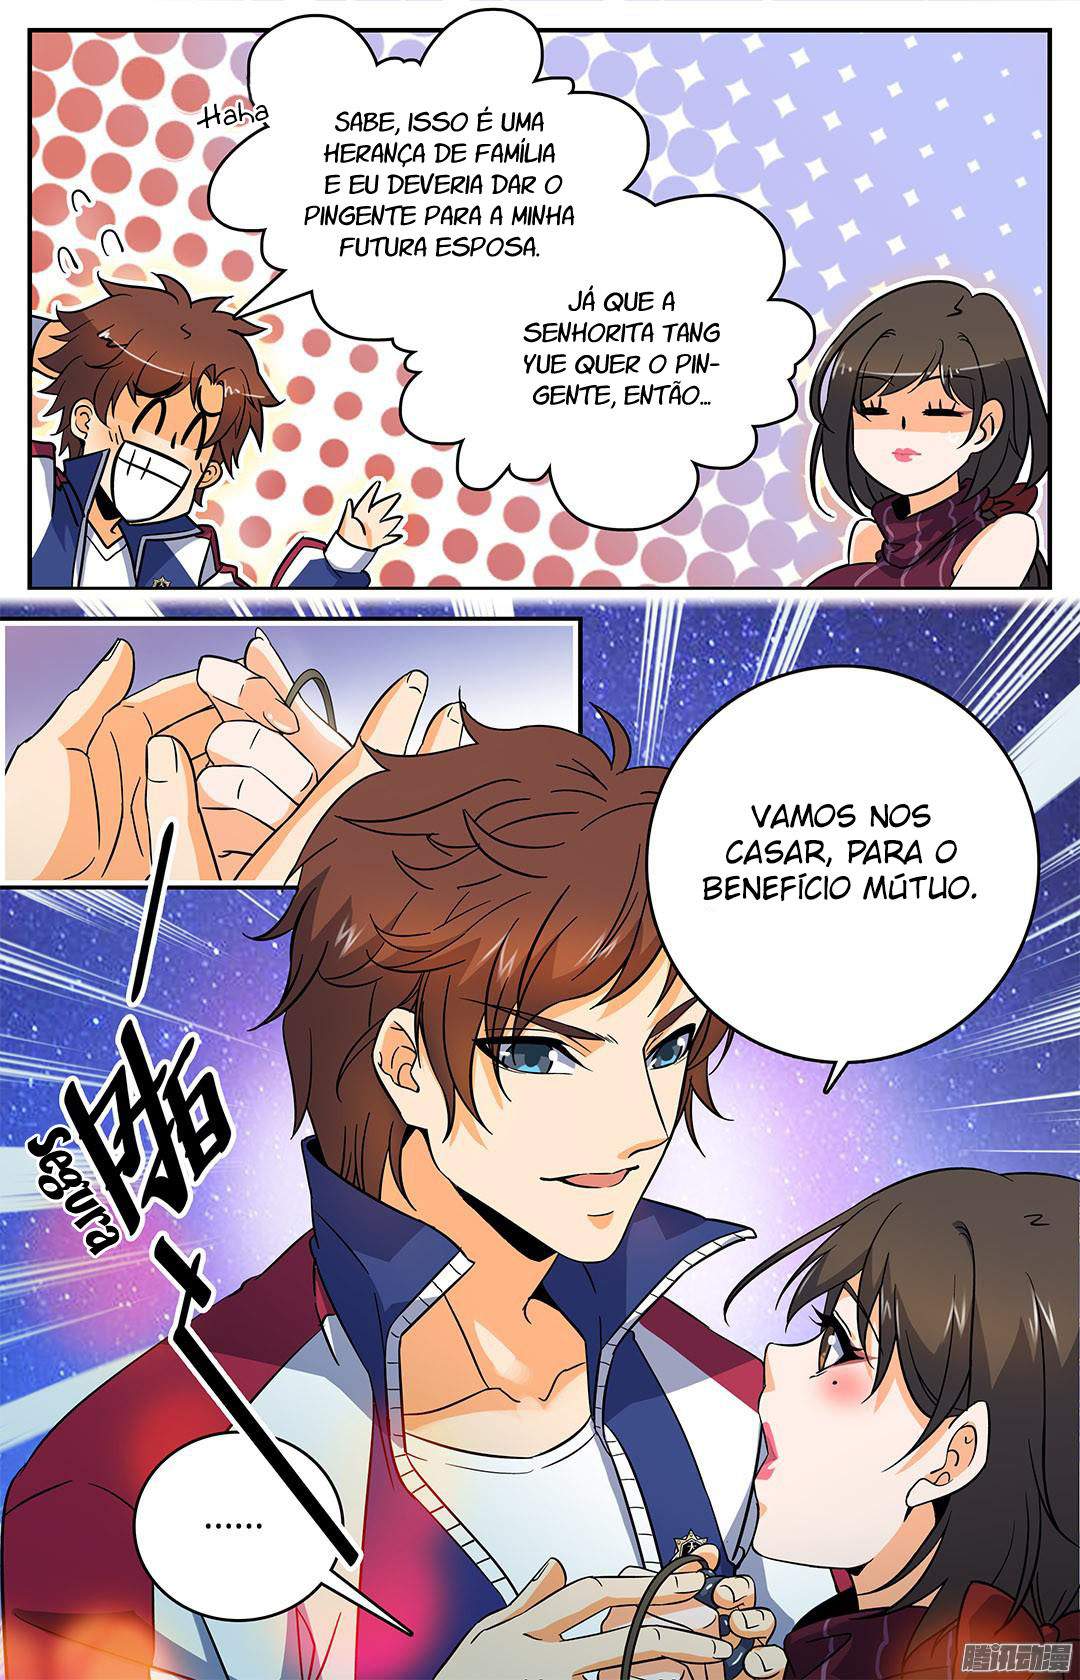 Haha
SABE, ISSO É UMA
HERANÇA DE FAMÍLIA
E EU DEVERIA DAR O
PINGENTE PARA A MINHA
FUTURA ESPOSA.
JÁ QUE A
SENHORITA TANG
YUE QUER O PIN-
GENTE, ENTÃO...
VAMOS NOS
CASAR, PARA O
BENEFÍCIO MÚTUO.
啪
segura
......
腾讯动漫